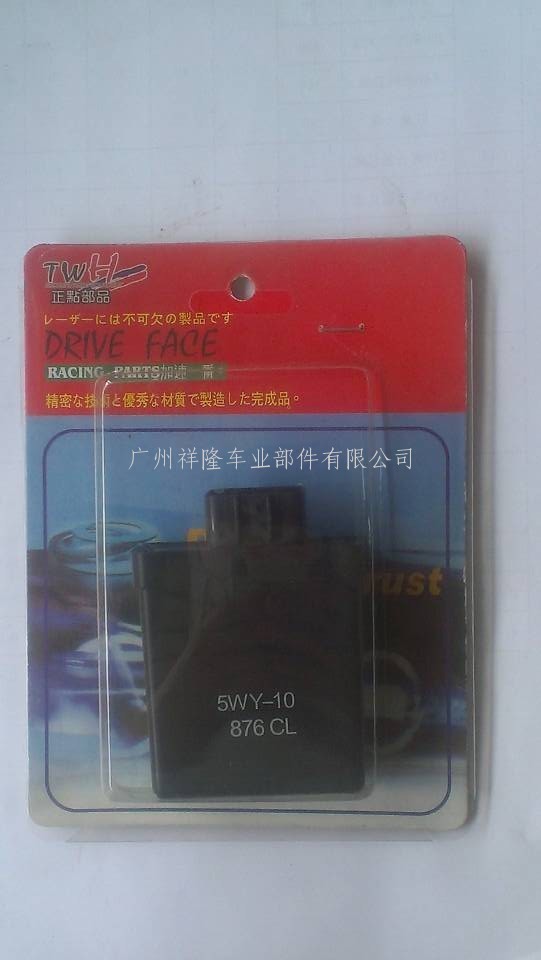 TWH
正點部品
レーザーには不可欠の製品です
DRIVE FACE
RACING PARTS加速一番
精密な技術と優秀な材質で製造した完成品。
广州祥隆车业部件有限公司
rust
5WY-10
876 CL